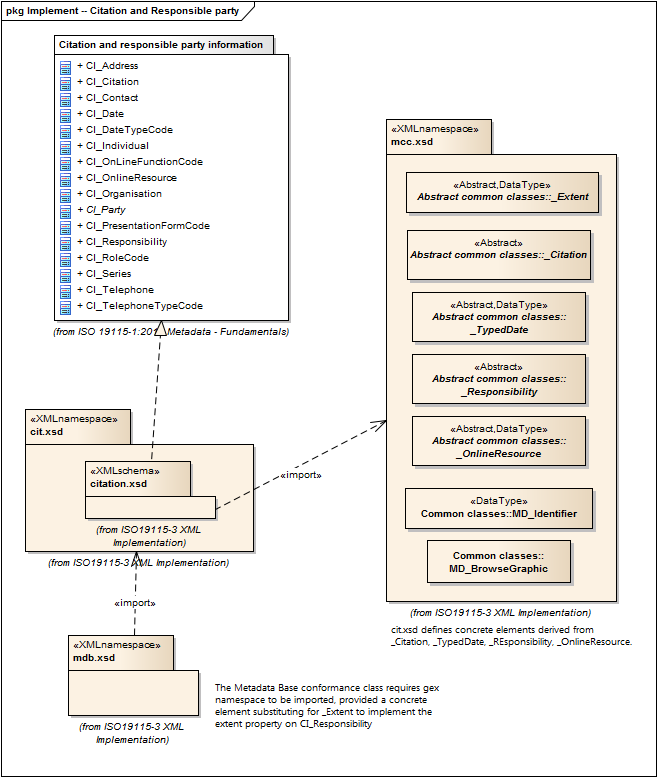 pkg Implement -- Citation and Responsible party
Citation and responsible party information
+ CI_Address
+ CI_Citation
+ CI_Contact
+ CI_Date
+ CI_DateTypeCode
+ CI_Individual
+ CI_OnLineFunctionCode
+ CI_OnlineResource
+ CI_Organisation
+ CI_Party
+ CI_PresentationFormCode
+ CI_Responsibility
+ CI_RoleCode
+ CI_Series
+ CI_Telephone
+ CI_TelephoneTypeCode
(from ISO 19115-1:201 Metadata - Fundamentals)
«XMLnamespace»
mcc.xsd
«Abstract,DataType»
Abstract common classes::_Extent
«Abstract»
Abstract common classes::_Citation
«Abstract,DataType»
Abstract common classes::
_TypedDate
«Abstract»
Abstract common classes::
_Responsibility
«Abstract,DataType»
Abstract common classes::
_OnlineResource
«DataType»
Common classes::MD_Identifier
Common classes::
MD_BrowseGraphic
(from ISO19115-3 XML Implementation)
cit.xsd defines concrete elements derived from
_Citation, _TypedDate, _REsponsibility, _OnlineResource.
«XMLnamespace»
cit.xsd
«XMLschema»
citation.xsd
(from ISO19115-3 XML
Implementation)
(from ISO19115-3 XML Implementation)
«import»
«import»
«XMLnamespace»
mdb.xsd
(from ISO19115-3 XML
Implementation)
The Metadata Base conformance class requires gex
namespace to be imported, provided a concrete
element substituting for _Extent to implement the
extent property on CI_Responsibility